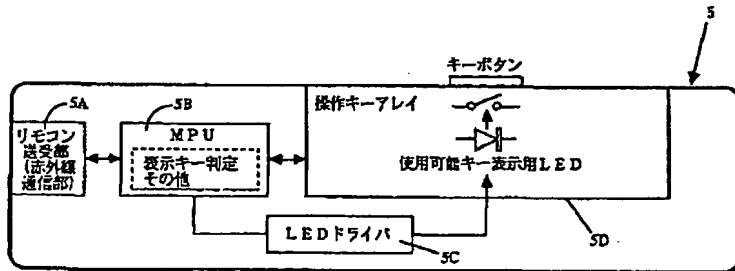 5
キーボタン
操作キーアレイ
5A
5B
リモコン
送受部
(赤外線
通信部)
MPU
表示キー判定
その他
使用可能キー表示用LED
LEDドライバ
5C
5D